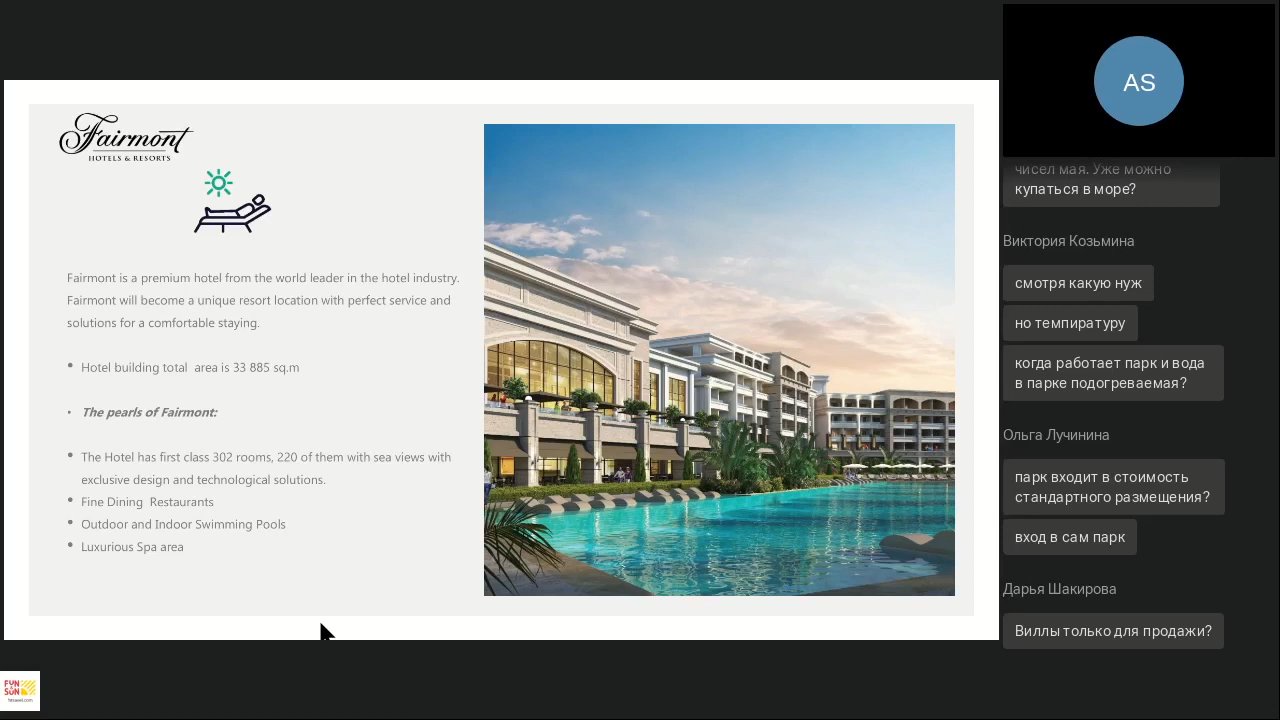 Fairmont
HOTELS & RESORTS
Fairmont is a premium hotel from the world leader in the hotel industry.
Fairmont will become a unique resort location with perfect service and
solutions for a comfortable staying.
• Hotel building total area is 33 885 sq.m
• The pearls of Fairmont:
• The Hotel has first class 302 rooms, 220 of them with sea views with
exclusive design and technological solutions.
• Fine Dining Restaurants
• Outdoor and Indoor Swimming Pools
• Luxurious Spa area
AS
чисел мая. Уже можно
купаться в море?
Виктория Козьмина
смотря какую нуж
но темпиратуру
когда работает парк и вода
в парке подогреваемая?
Ольга Лучинина
парк входит в стоимость
стандартного размещения?
вход в сам парк
Дарья Шакирова
Виллы только для продажи?
FUN
SUN